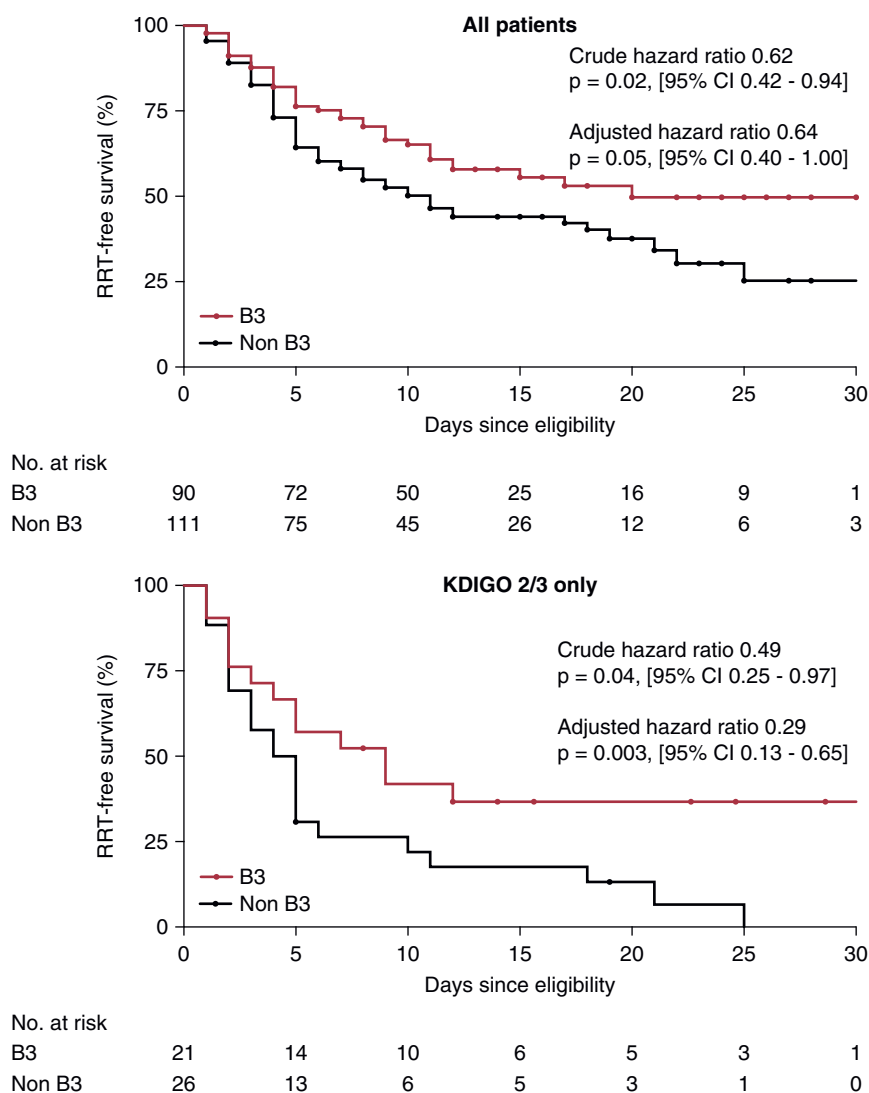 All patients
Crude hazard ratio 0.62
p = 0.02, [95% CI 0.42 - 0.94]
Adjusted hazard ratio 0.64
p = 0.05, [95% CI 0.40 - 1.00]
RRT-free survival (%)
100
75
50
25
0
B3
Non B3
0 5 10 15 20 25 30
Days since eligibility
No. at risk
B3 90 72 50 25 16 9 1
Non B3 111 75 45 26 12 6 3
KDIGO 2/3 only
Crude hazard ratio 0.49
p = 0.04, [95% CI 0.25 - 0.97]
Adjusted hazard ratio 0.29
p = 0.003, [95% CI 0.13 - 0.65]
RRT-free survival (%)
100
75
50
25
0
B3
Non B3
0 5 10 15 20 25 30
Days since eligibility
No. at risk
B3 21 14 10 6 5 3 1
Non B3 26 13 6 5 3 1 0